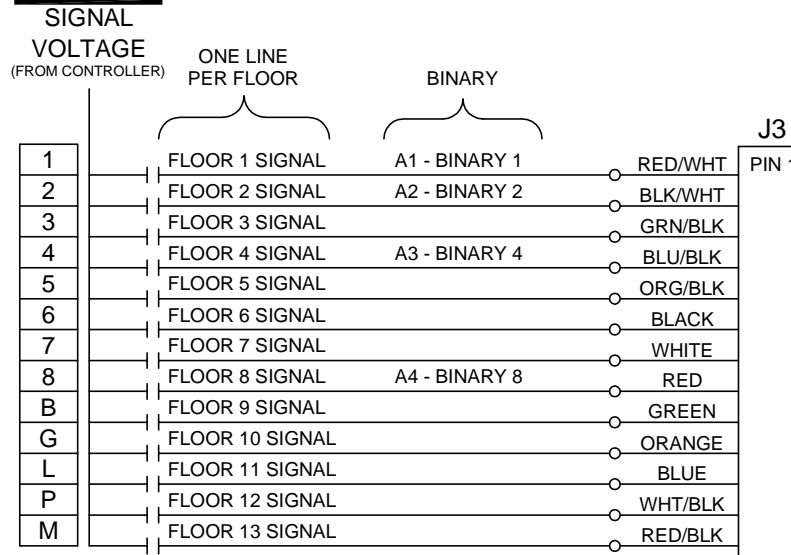 SIGNAL
VOLTAGE
(FROM CONTROLLER)
ONE LINE
PER FLOOR
BINARY
J3
1 FLOOR 1 SIGNAL A1 - BINARY 1 RED/WHT PIN 1
2 FLOOR 2 SIGNAL A2 - BINARY 2 BLK/WHT
3 FLOOR 3 SIGNAL GRN/BLK
4 FLOOR 4 SIGNAL A3 - BINARY 4 BLU/BLK
5 FLOOR 5 SIGNAL ORG/BLK
6 FLOOR 6 SIGNAL BLACK
7 FLOOR 7 SIGNAL WHITE
8 FLOOR 8 SIGNAL A4 - BINARY 8 RED
B FLOOR 9 SIGNAL GREEN
G FLOOR 10 SIGNAL ORANGE
L FLOOR 11 SIGNAL BLUE
P FLOOR 12 SIGNAL WHT/BLK
M FLOOR 13 SIGNAL RED/BLK